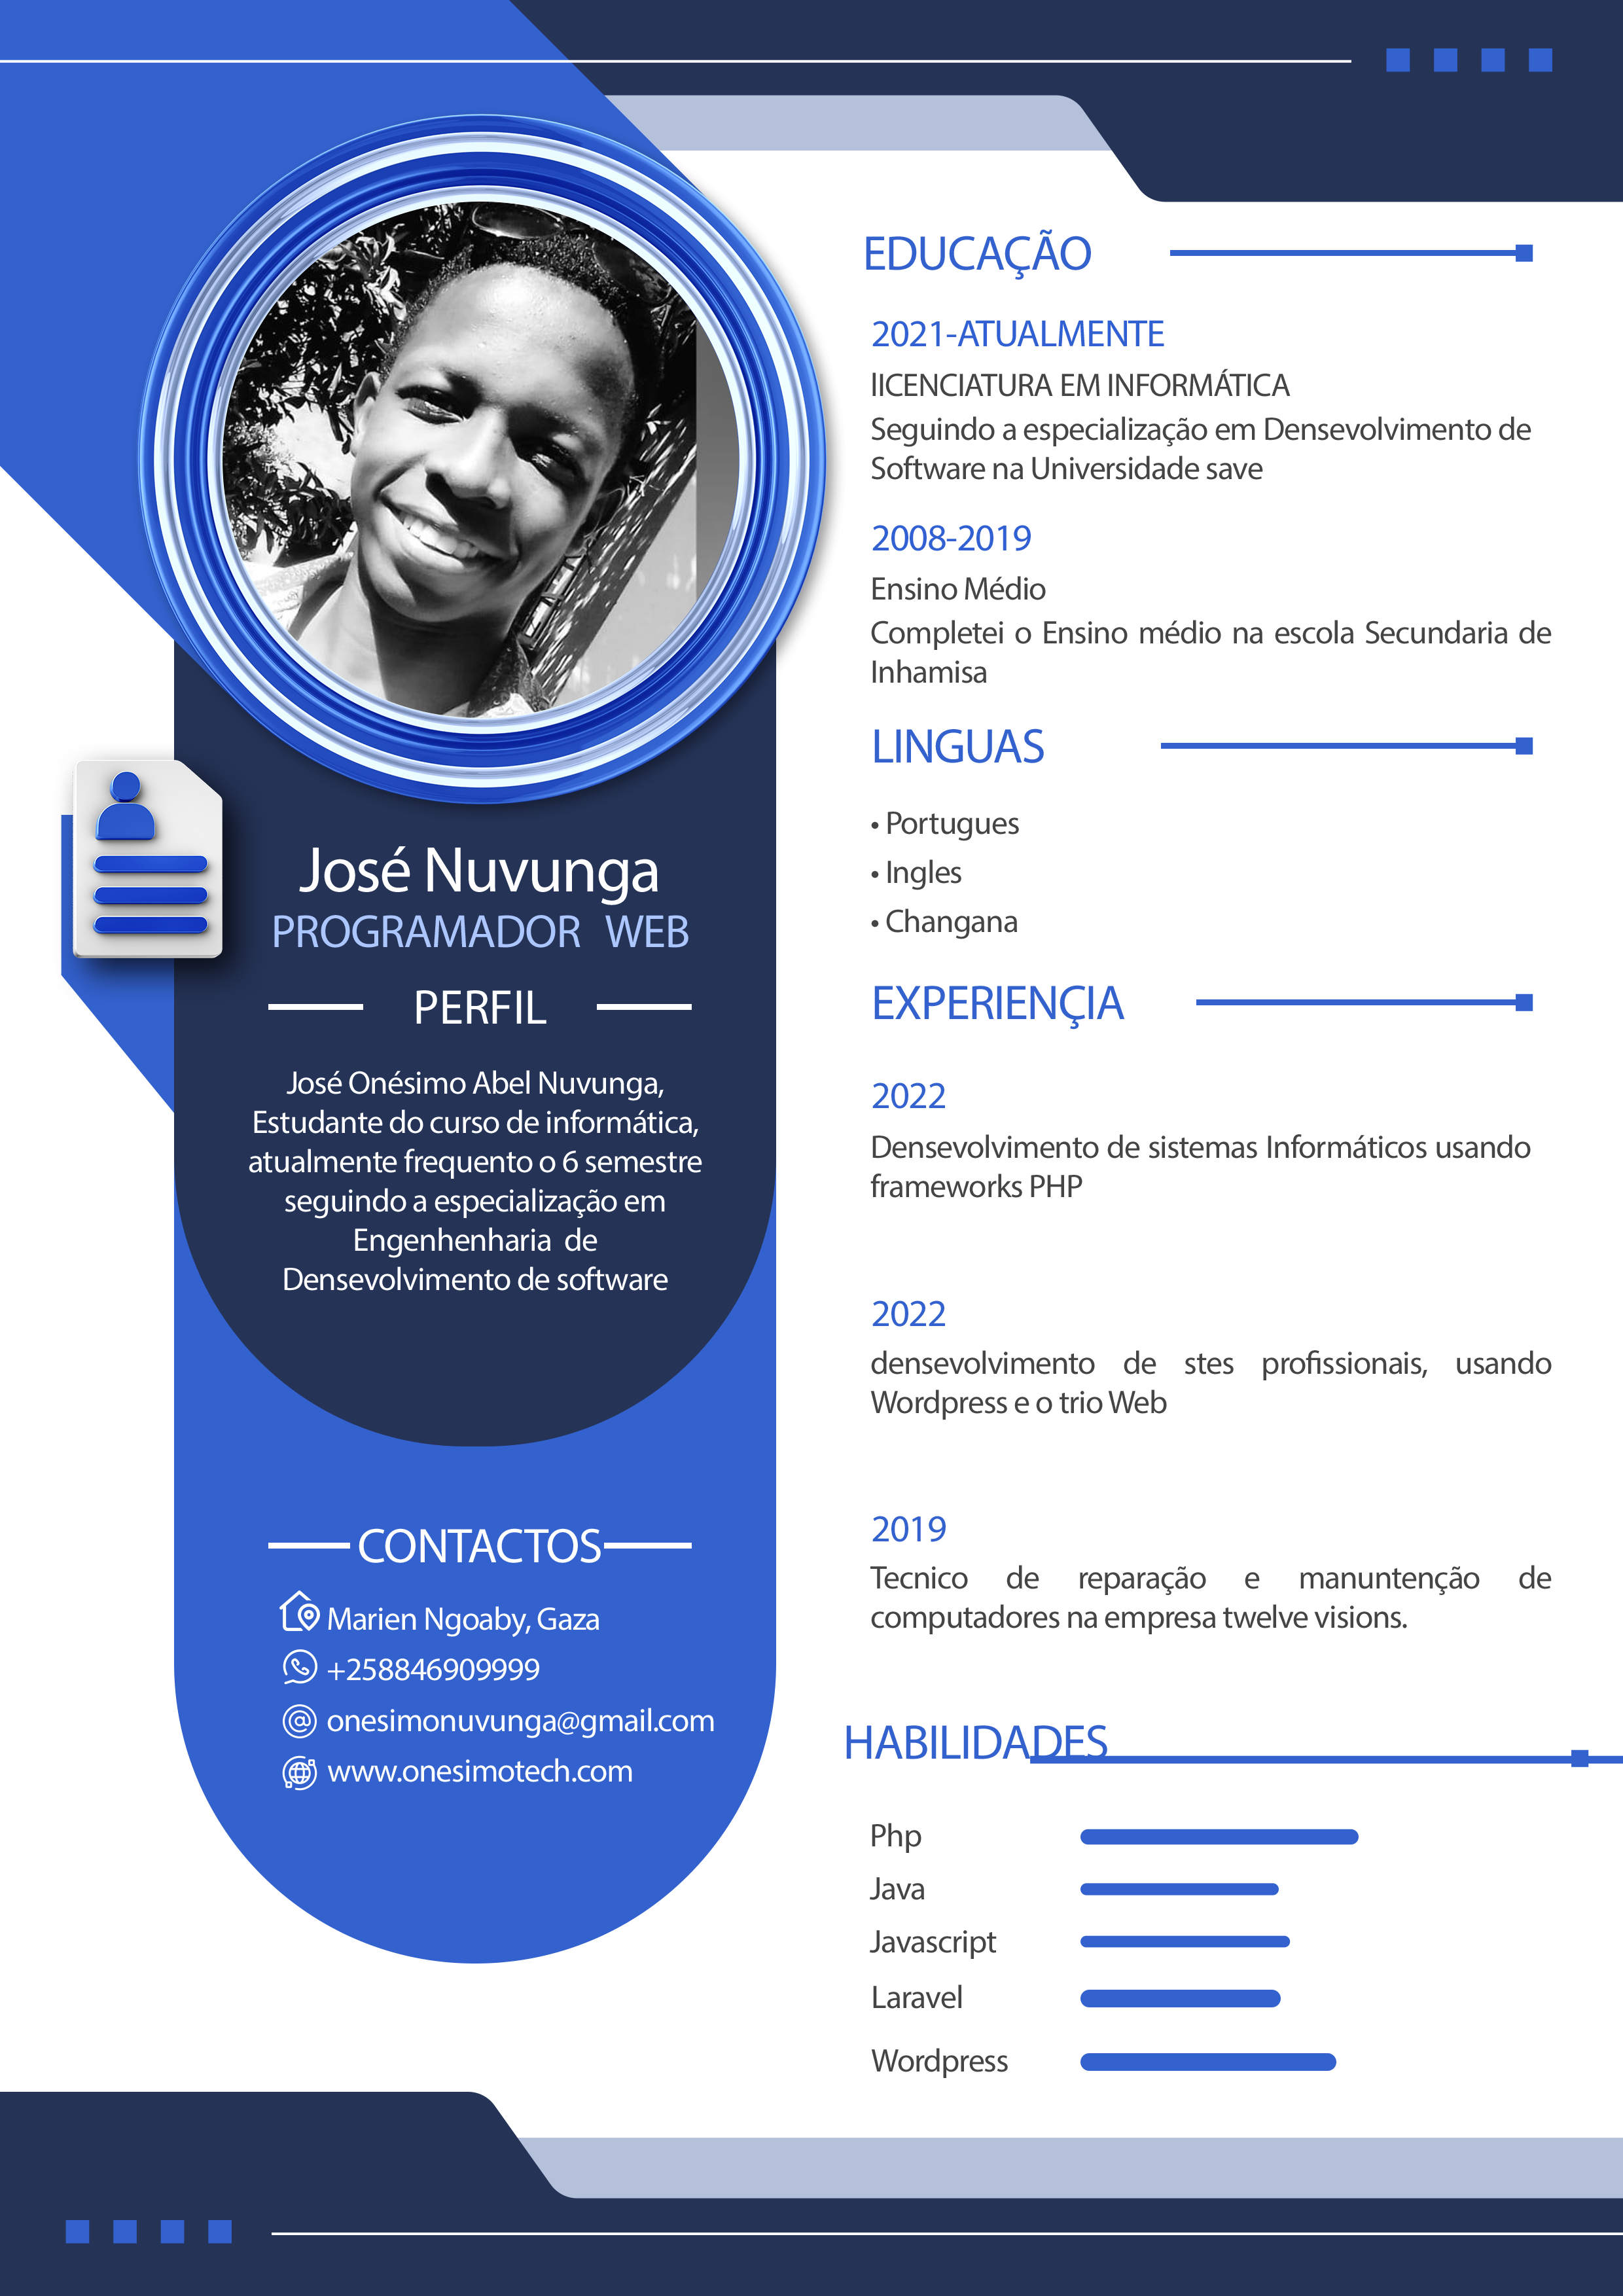 José Nuvunga
PROGRAMADOR WEB
PERFIL
José Onésimo Abel Nuvunga,
Estudante do curso de informática,
atualmente frequento o 6 semestre
seguindo a especialização em
Engenhenharia de
Densevolvimento de software
CONTACTOS
Marien Ngoaby, Gaza
+258846909999
onesimonuvunga@gmail.com
www.onesimotech.com
EDUCAÇÃO
2021-ATUALMENTE
lICENCIATURA EM INFORMÁTICA
Seguindo a especialização em Densevolvimento de
Software na Universidade save
2008-2019
Ensino Médio
Completei o Ensino médio na escola Secundaria de
Inhamisa
LINGUAS
• Portugues
• Ingles
• Changana
EXPERIENÇIA
2022
Densevolvimento de sistemas Informáticos usando
frameworks PHP
2022
densevolvimento de stes profissionais, usando
Wordpress e o trio Web
2019
Tecnico de reparação e manuntenção de
computadores na empresa twelve visions.
HABILIDADES
Php
Java
Javascript
Laravel
Wordpress